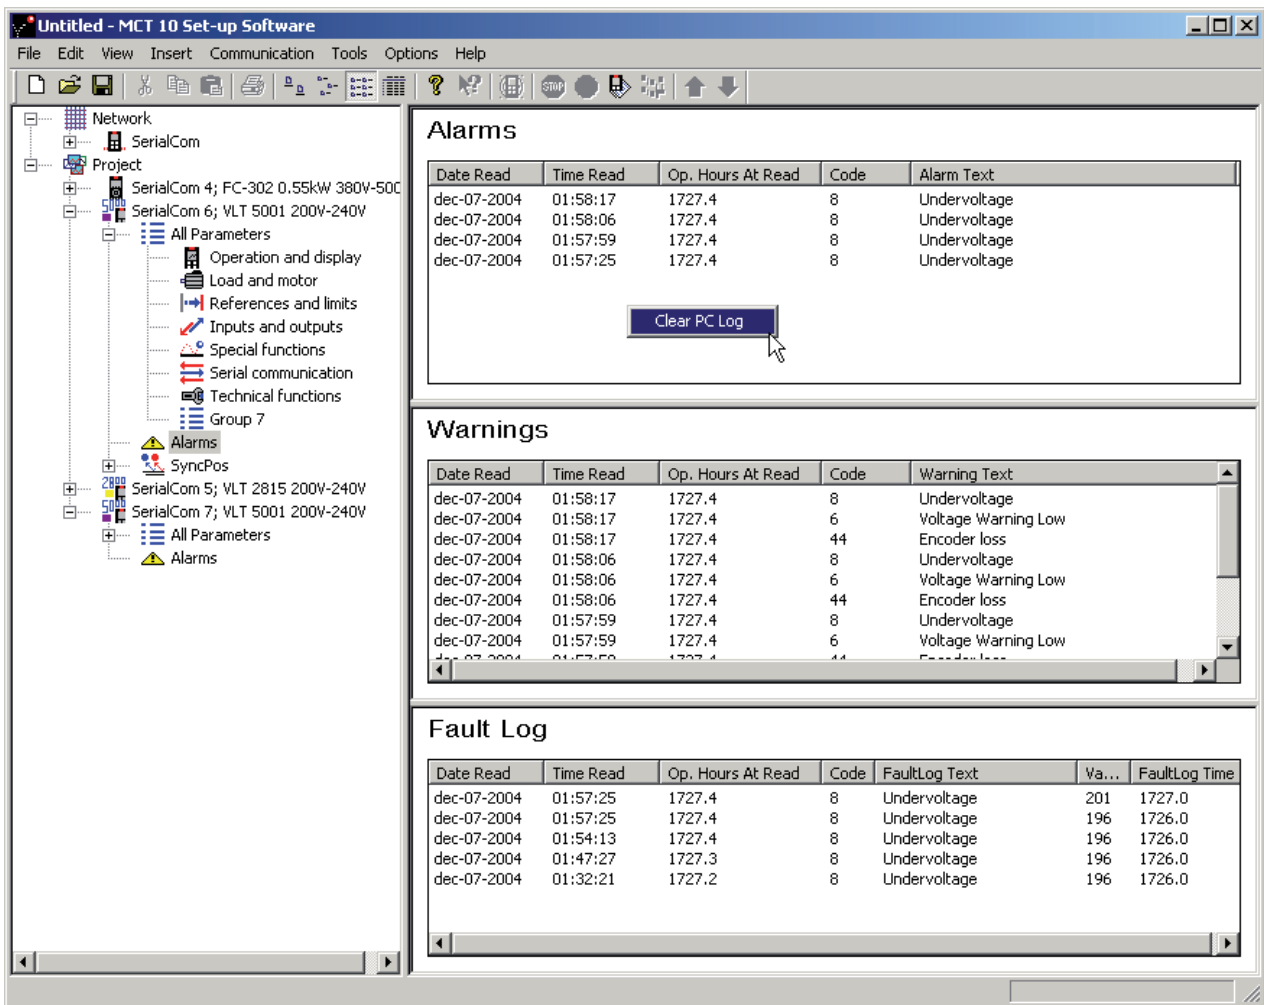 Untitled - MCT 10 Set-up Software
File Edit View Insert Communication Tools Options Help
STOP
Network
SerialCom
Project
SerialCom 4; FC-302 0.55kW 380V-500
SerialCom 6; VLT 5001 200V-240V
All Parameters
Operation and display
Load and motor
References and limits
Inputs and outputs
Special functions
Serial communication
Technical functions
Group 7
Alarms
SyncPos
SerialCom 5; VLT 2815 200V-240V
SerialCom 7; VLT 5001 200V-240V
All Parameters
Alarms
Alarms
Date Read Time Read Op. Hours At Read Code Alarm Text
dec-07-2004 01:58:17 1727.4 8 Undervoltage
dec-07-2004 01:58:06 1727.4 8 Undervoltage
dec-07-2004 01:57:59 1727.4 8 Undervoltage
dec-07-2004 01:57:25 1727.4 8 Undervoltage
Clear PC Log
Warnings
Date Read Time Read Op. Hours At Read Code Warning Text
dec-07-2004 01:58:17 1727.4 8 Undervoltage
dec-07-2004 01:58:17 1727.4 6 Voltage Warning Low
dec-07-2004 01:58:17 1727.4 44 Encoder loss
dec-07-2004 01:58:06 1727.4 8 Undervoltage
dec-07-2004 01:58:06 1727.4 6 Voltage Warning Low
dec-07-2004 01:58:06 1727.4 44 Encoder loss
dec-07-2004 01:57:59 1727.4 8 Undervoltage
dec-07-2004 01:57:59 1727.4 6 Voltage Warning Low
dec-07-2004 01:57:59 1727.4 44 Encoder loss
Fault Log
Date Read Time Read Op. Hours At Read Code FaultLog Text Va... FaultLog Time
dec-07-2004 01:57:25 1727.4 8 Undervoltage 201 1727.0
dec-07-2004 01:57:25 1727.4 8 Undervoltage 196 1726.0
dec-07-2004 01:54:13 1727.4 8 Undervoltage 196 1726.0
dec-07-2004 01:47:27 1727.3 8 Undervoltage 196 1726.0
dec-07-2004 01:32:21 1727.2 8 Undervoltage 196 1726.0